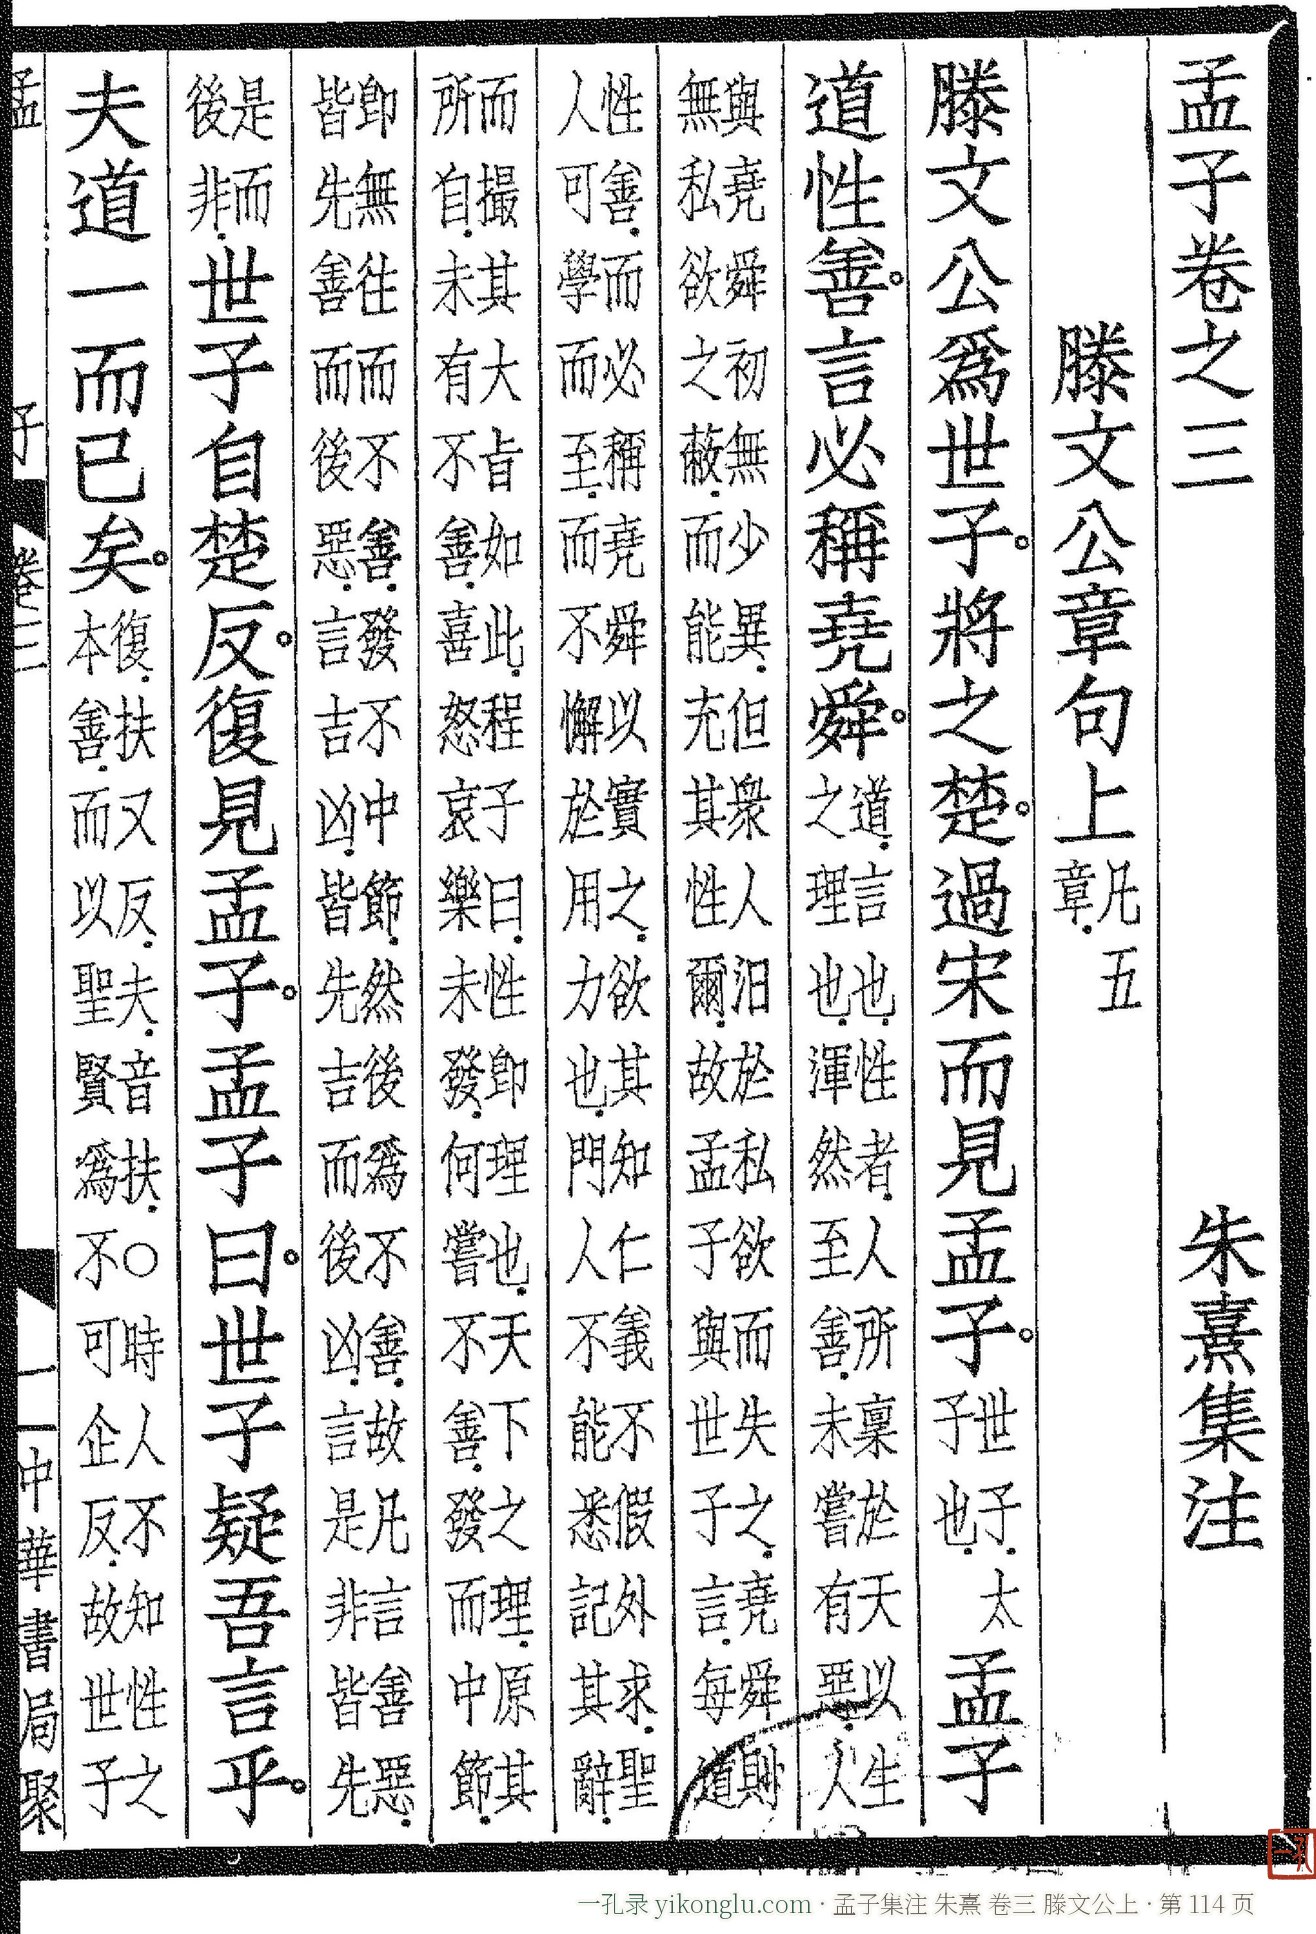 孟子卷之三　朱熹集注
滕文公章句上 凡五章。
滕文公爲世子。將之楚。過宋而見孟子。 世子。太子也。 孟子
道性善。言必稱堯舜。 道。言也。性者。人所稟於天以生之理也。渾然至善。未嘗有惡。人
與堯舜初無少異。但衆人汨於私欲而失之。堯舜則無私欲之蔽。而能充其性爾。故孟子與世子言。每道
性善。而必稱堯舜以實之。欲其知仁義不假外求。聖人可學而至。而不懈於用力也。門人不能悉記其辭。
而撮其大旨如此。程子曰。性即理也。天下之理。原其所自。未有不善。喜怒哀樂未發。何嘗不善。發而中節。
即無往而不善。發不中節。然後爲不善。故凡言善惡。皆先善而後惡。言吉凶。皆先吉而後凶。言是非皆先
是而後非。 世子自楚反。復見孟子。孟子曰。世子疑吾言乎。
夫道一而已矣。 復。扶又反。夫。音扶。○時人不知性之本善。而以聖賢爲不可企反。故世子
孟子　卷三　一　中華書局聚
一孔
一孔录 yikonglu.com · 孟子集注 朱熹 卷三 滕文公上 · 第 114 页